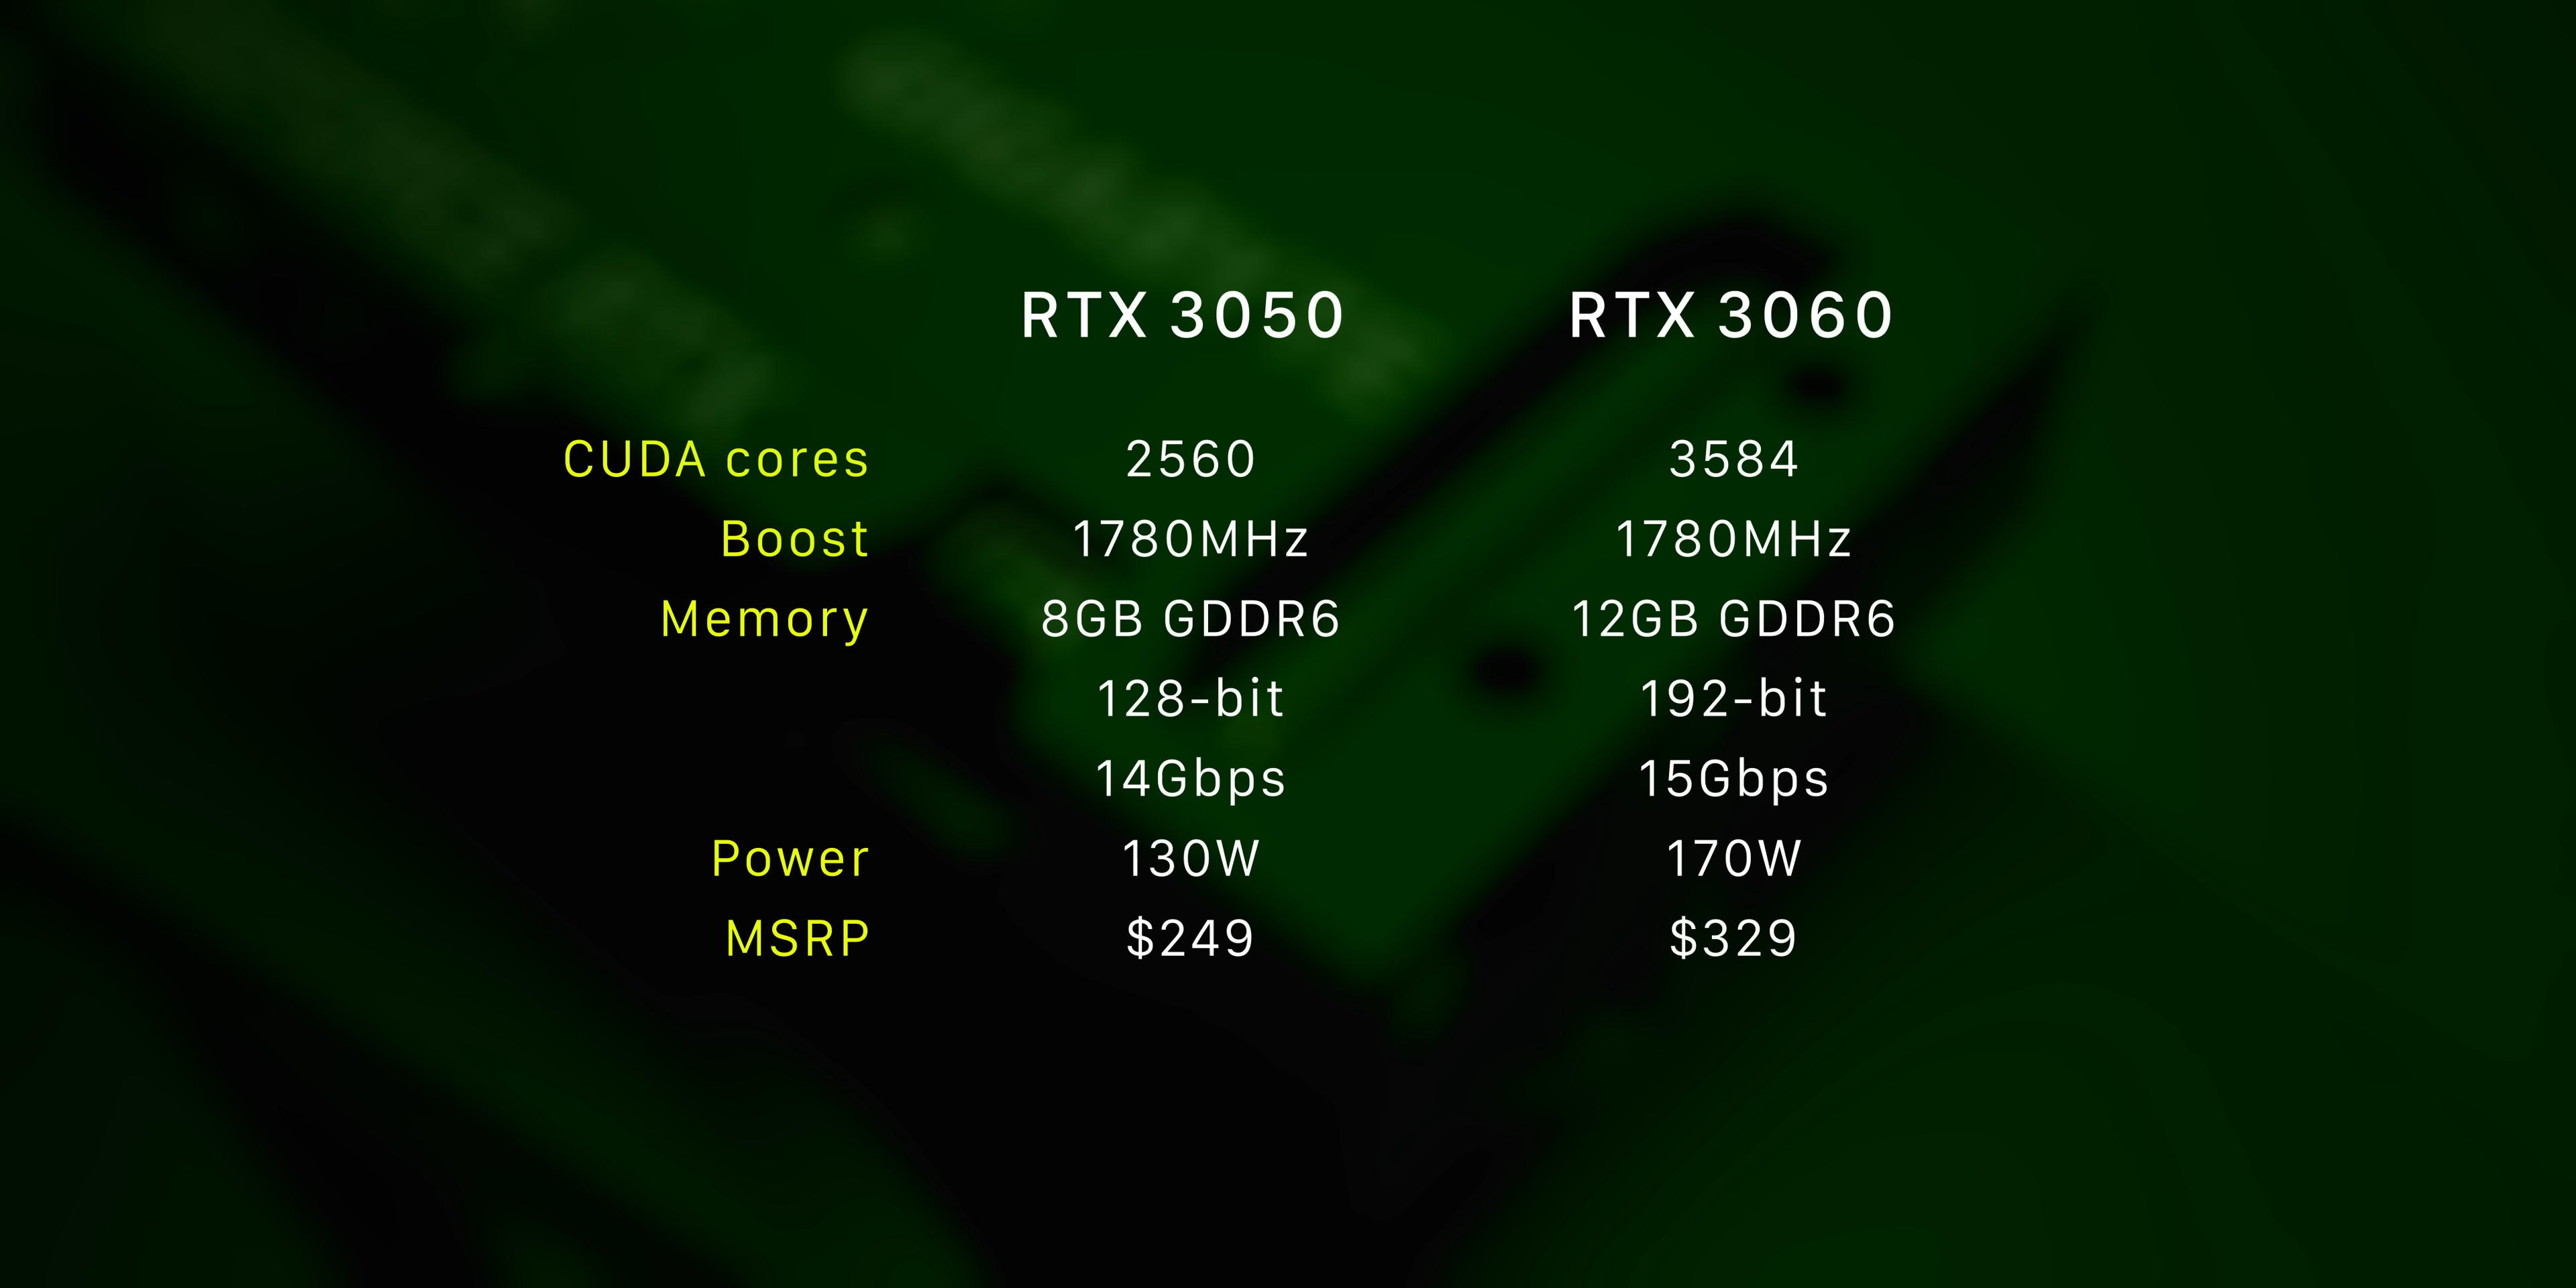 RTX 3050 RTX 3060
CUDA cores 2560 3584
Boost 1780MHz 1780MHz
Memory 8GB GDDR6 12GB GDDR6
128-bit 192-bit
14Gbps 15Gbps
Power 130W 170W
MSRP $249 $329